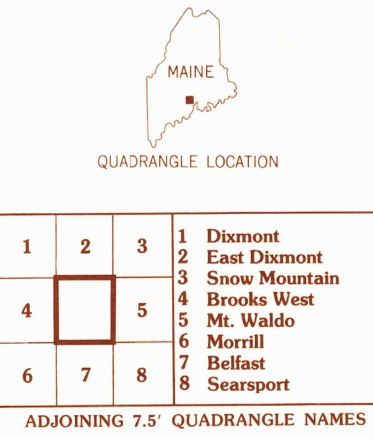 MAINE
QUADRANGLE LOCATION
1 2 3
4 5
6 7 8
1 Dixmont
2 East Dixmont
3 Snow Mountain
4 Brooks West
5 Mt. Waldo
6 Morrill
7 Belfast
8 Searsport
ADJOINING 7.5' QUADRANGLE NAMES